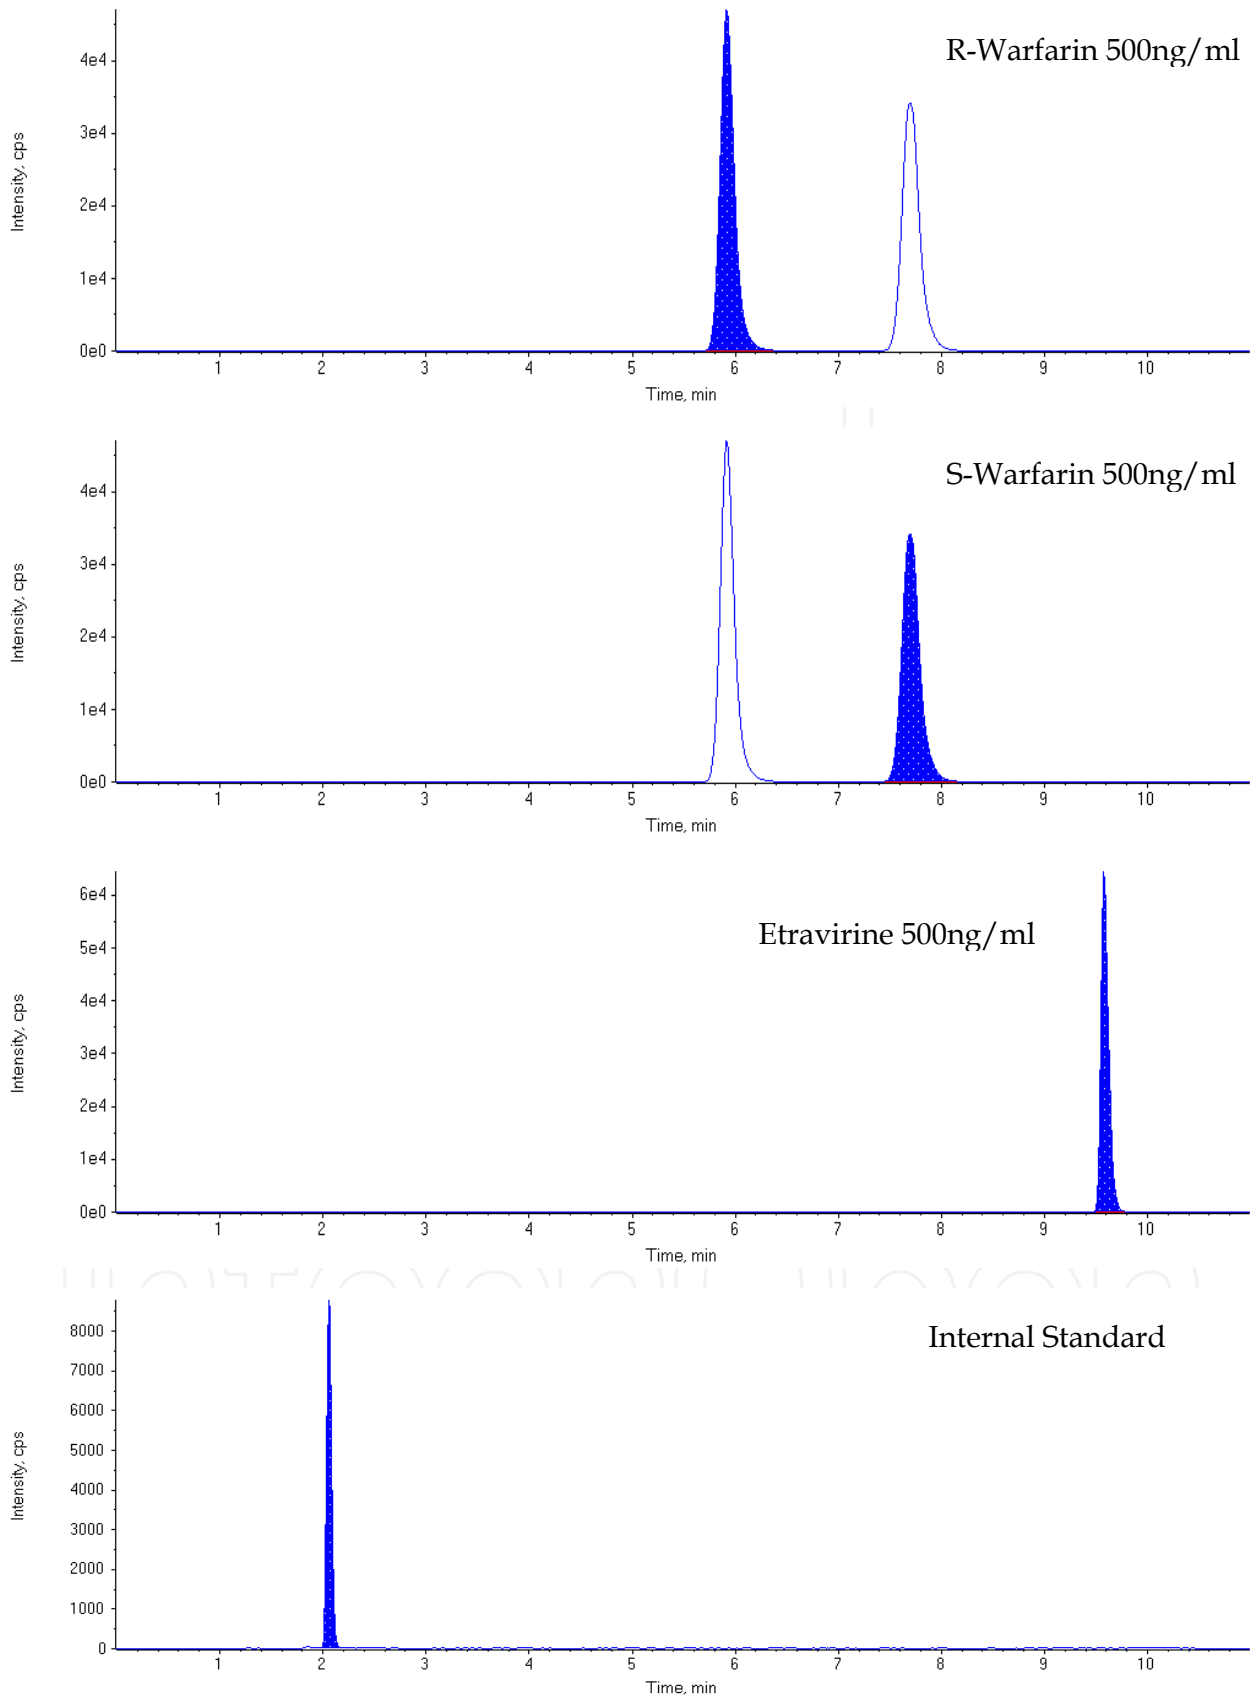 R-Warfarin 500ng/ml
Intensity, cps
4e4
3e4
2e4
1e4
0e0
1 2 3 4 5 6 7 8 9 10
Time, min
S-Warfarin 500ng/ml
Intensity, cps
4e4
3e4
2e4
1e4
0e0
1 2 3 4 5 6 7 8 9 10
Time, min
Etravirine 500ng/ml
Intensity, cps
6e4
5e4
4e4
3e4
2e4
1e4
0e0
1 2 3 4 5 6 7 8 9 10
Time, min
Internal Standard
Intensity, cps
8000
7000
6000
5000
4000
3000
2000
1000
0
1 2 3 4 5 6 7 8 9 10
Time, min